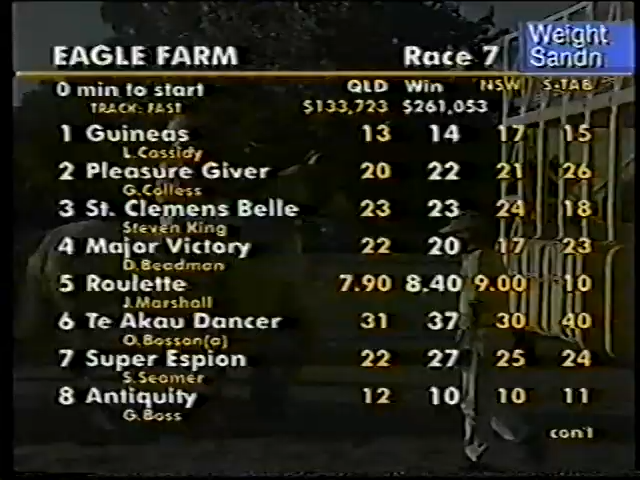 Weight
Sandn
EAGLE FARM Race 7
0 min to start QLD Win NSW S-TAB
TRACK: FAST $133,723 $261,053
1 Guineas 13 14 17 15
L.Cassidy
2 Pleasure Giver 20 22 21 26
G.Colless
3 St. Clemens Belle 23 23 24 18
Steven King
4 Major Victory 22 20 17 23
D.Beadman
5 Roulette 7.90 8.40 9.00 10
J.Marshall
6 Te Akau Dancer 31 37 30 40
O.Bosson(a)
7 Super Espion 22 27 25 24
S.Seamer
8 Antiquity 12 10 10 11
G.Boss
con't